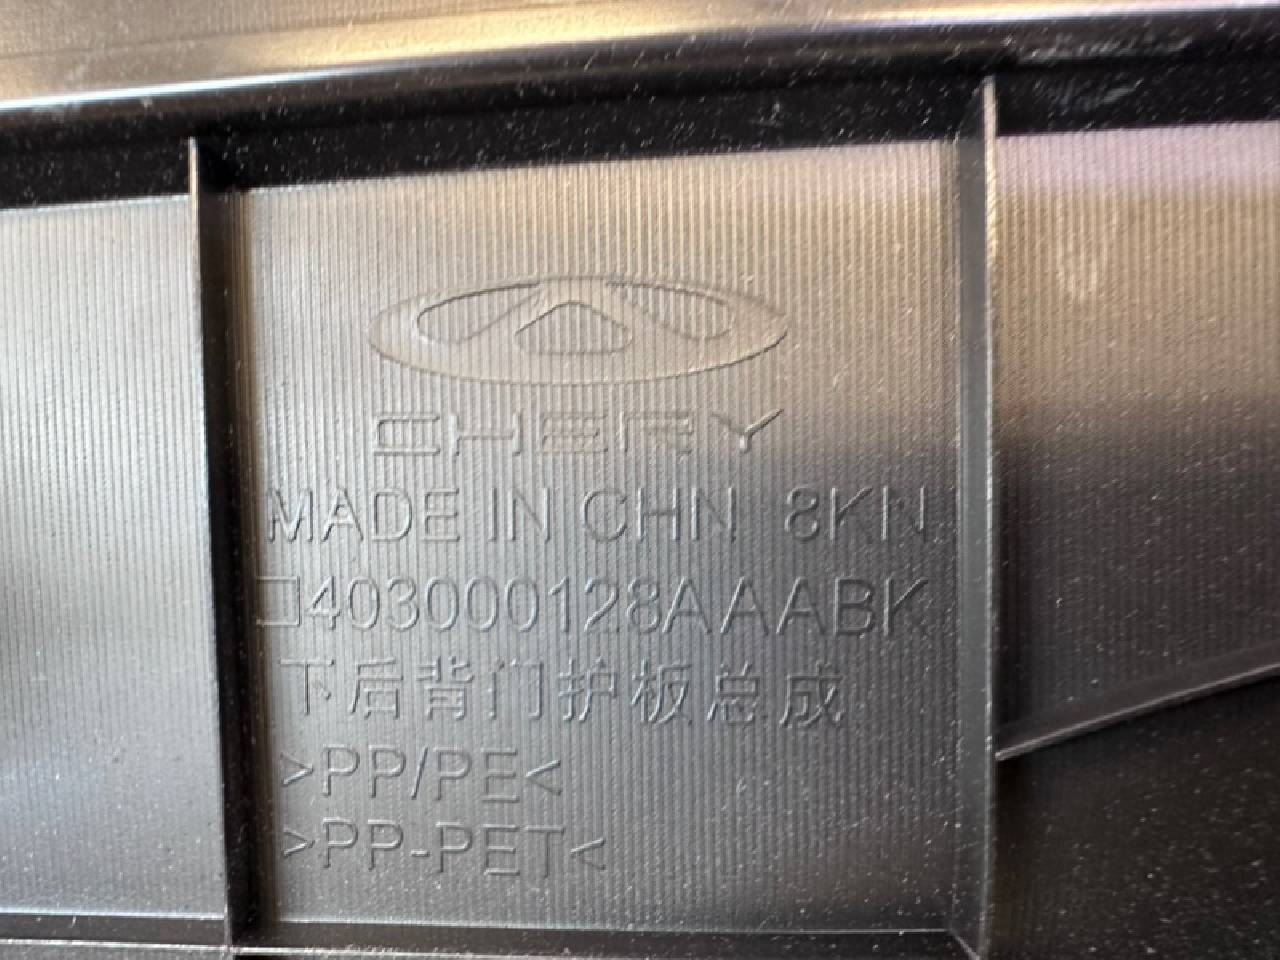 CHERY
MADE IN CHN 8KN
□403000128AAABK
下后背门护板总成
>PP/PE<
>PP-PET<